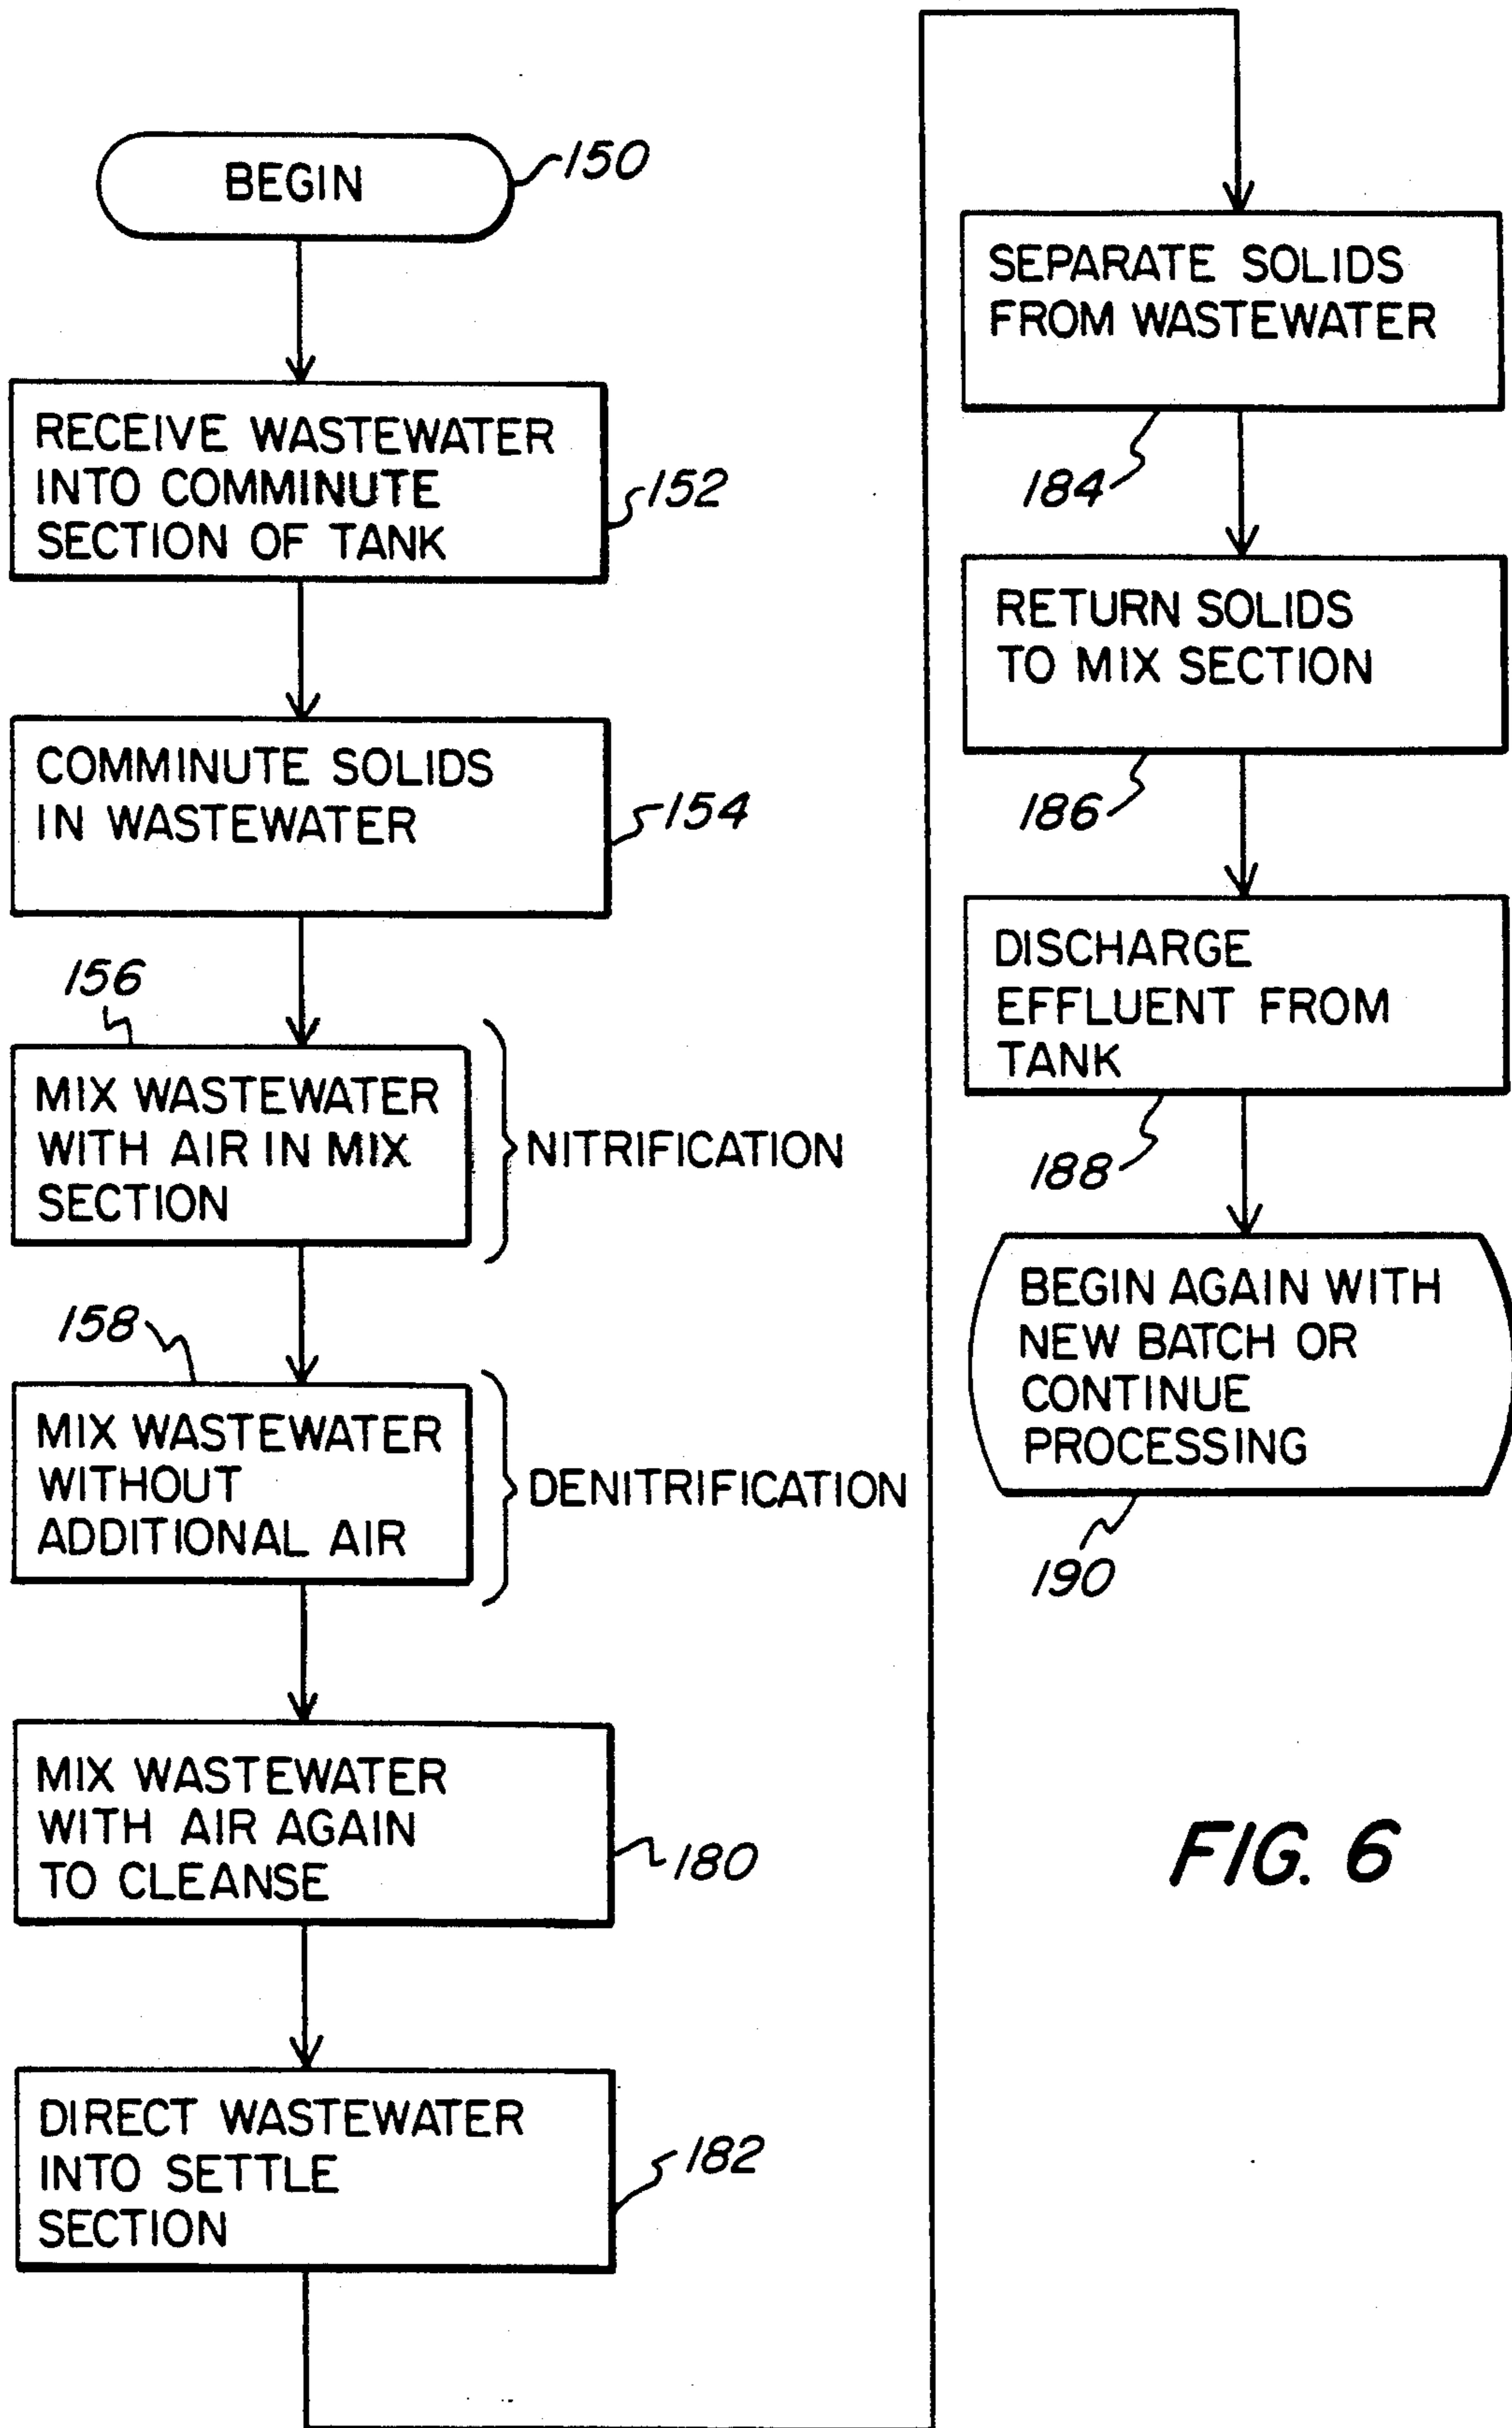 BEGIN
150
RECEIVE WASTEWATER
INTO COMMINUTE
SECTION OF TANK
152
COMMINUTE SOLIDS
IN WASTEWATER
154
156
MIX WASTEWATER
WITH AIR IN MIX
SECTION
NITRIFICATION
158
MIX WASTEWATER
WITHOUT
ADDITIONAL AIR
DENITRIFICATION
MIX WASTEWATER
WITH AIR AGAIN
TO CLEANSE
180
DIRECT WASTEWATER
INTO SETTLE
SECTION
182
SEPARATE SOLIDS
FROM WASTEWATER
184
RETURN SOLIDS
TO MIX SECTION
186
DISCHARGE
EFFLUENT FROM
TANK
188
BEGIN AGAIN WITH
NEW BATCH OR
CONTINUE
PROCESSING
190
FIG. 6